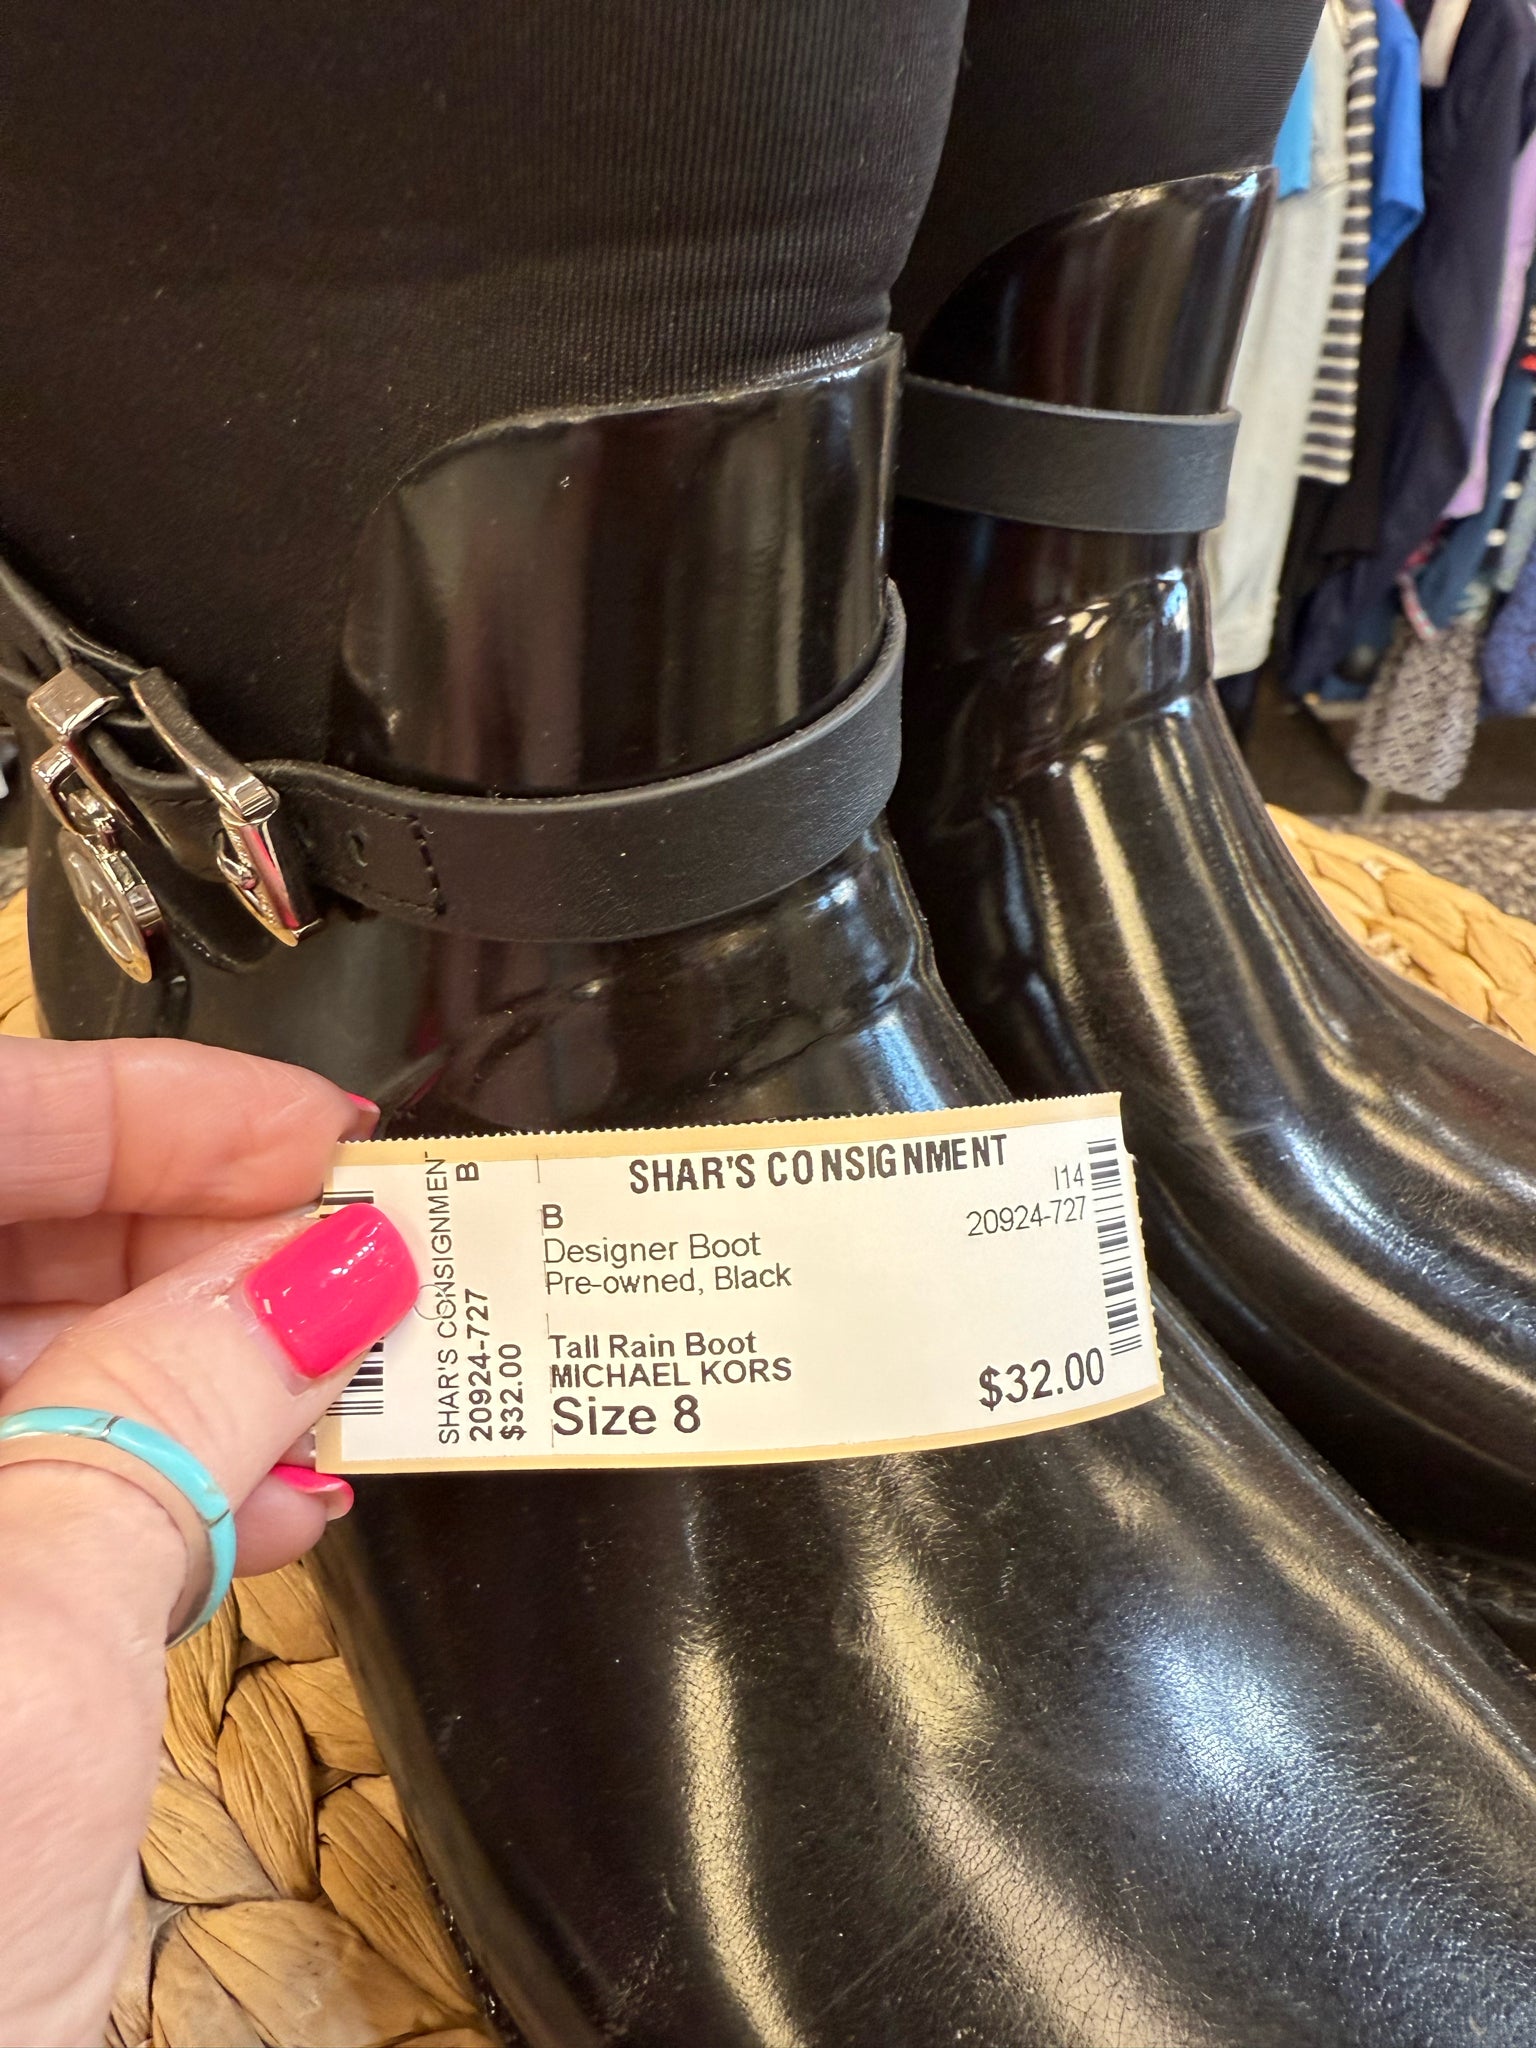 SHAR'S CONSIGNMENT
I14
B
20924-727
Designer Boot
Pre-owned, Black
Tall Rain Boot
MICHAEL KORS
Size 8
$32.00
B
SHAR'S CONSIGNMENT
20924-727
$32.00